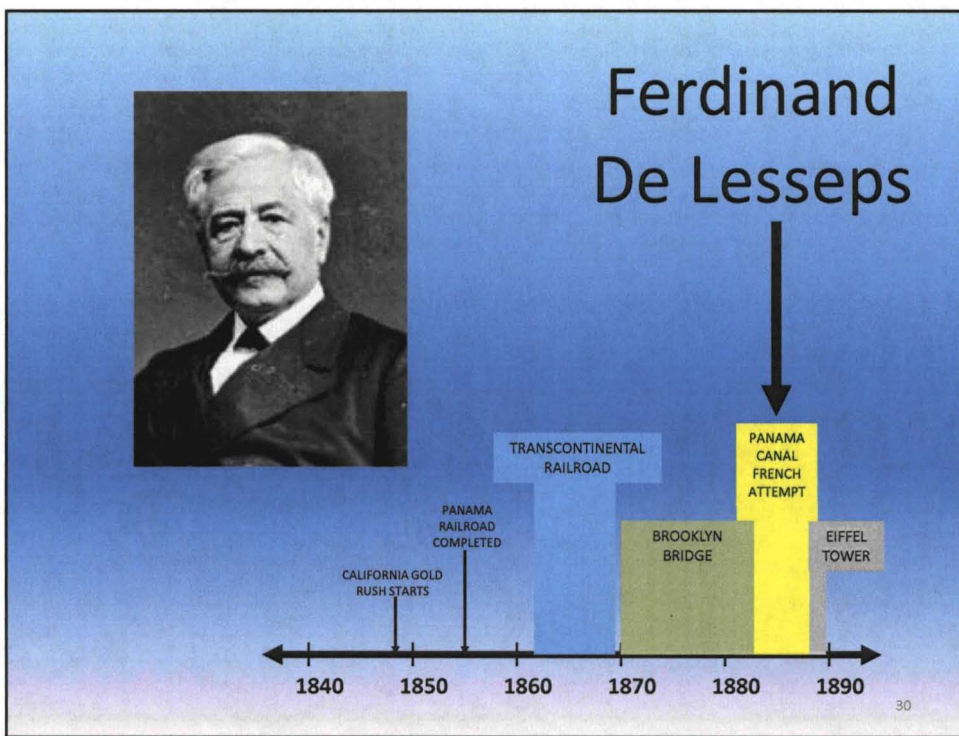 Ferdinand
De Lesseps
TRANSCONTINENTAL
RAILROAD
PANAMA
CANAL
FRENCH
ATTEMPT
PANAMA
RAILROAD
COMPLETED
BROOKLYN
BRIDGE
EIFFEL
TOWER
CALIFORNIA GOLD
RUSH STARTS
1840 1850 1860 1870 1880 1890
30